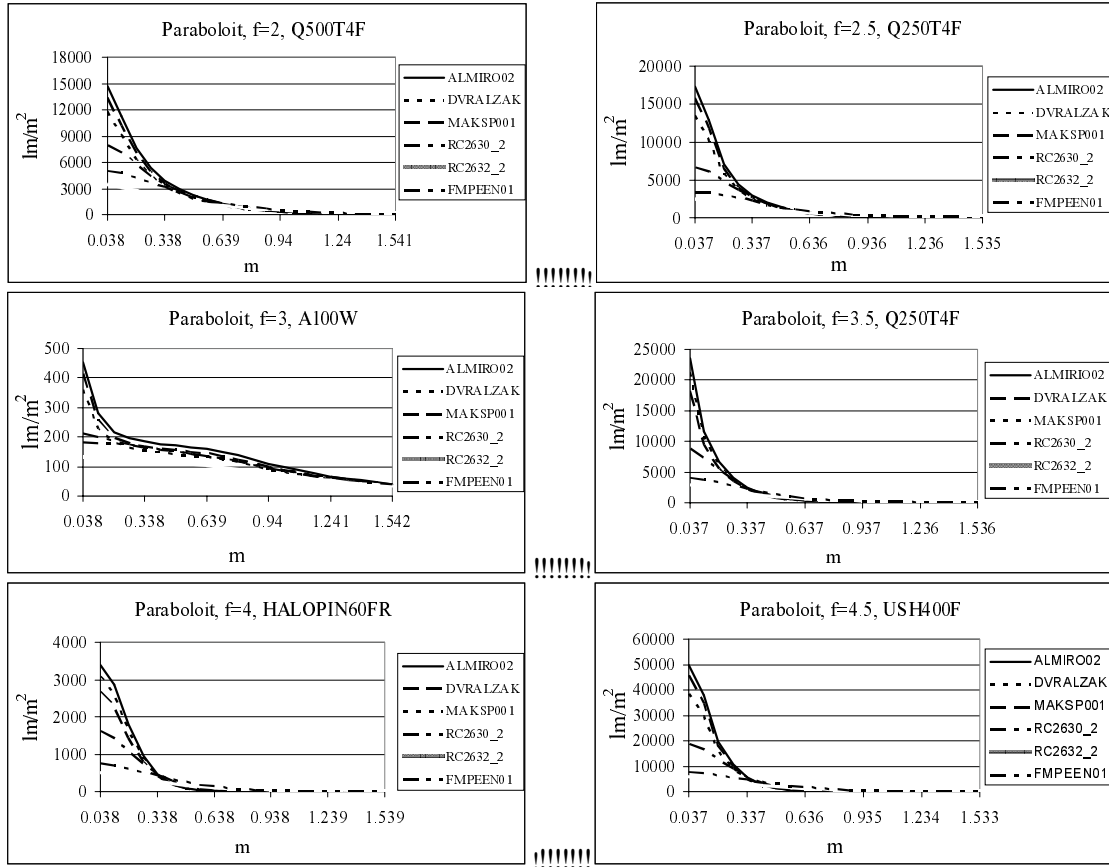 Paraboloit, f=2, Q500T4F
18000
15000
12000
9000
6000
3000
0
lm/m²
0.038 0.338 0.639 0.94 1.24 1.541
m
ALMIRO02
DVRALZAK
MAKSP001
RC2630_2
RC2632_2
FMPEEN01
Paraboloit, f=2.5, Q250T4F
20000
15000
10000
5000
0
lm/m²
0.037 0.337 0.636 0.936 1.236 1.535
m
ALMIRO02
DVRALZAK
MAKSP001
RC2630_2
RC2632_2
FMPEEN01
Paraboloit, f=3, A100W
500
400
300
200
100
0
lm/m²
0.038 0.338 0.639 0.94 1.241 1.542
m
ALMIRO02
DVRALZAK
MAKSP001
RC2630_2
RC2632_2
FMPEEN01
Paraboloit, f=3.5, Q250T4F
25000
20000
15000
10000
5000
0
lm/m²
0.037 0.337 0.637 0.937 1.236 1.536
m
ALMIRIO02
DVRALZAK
MAKSP001
RC2630_2
RC2632_2
FMPEEN01
Paraboloit, f=4, HALOPIN60FR
4000
3000
2000
1000
0
lm/m²
0.038 0.338 0.638 0.939 1.239 1.539
m
ALMIRO02
DVRALZAK
MAKSP001
RC2630_2
RC2632_2
FMPEEN01
Paraboloit, f=4.5, USH400F
60000
50000
40000
30000
20000
10000
0
lm/m²
0.037 0.337 0.636 0.935 1.234 1.533
m
ALMIRO02
DVRALZAK
MAKSP001
RC2630_2
RC2632_2
FMPEEN01